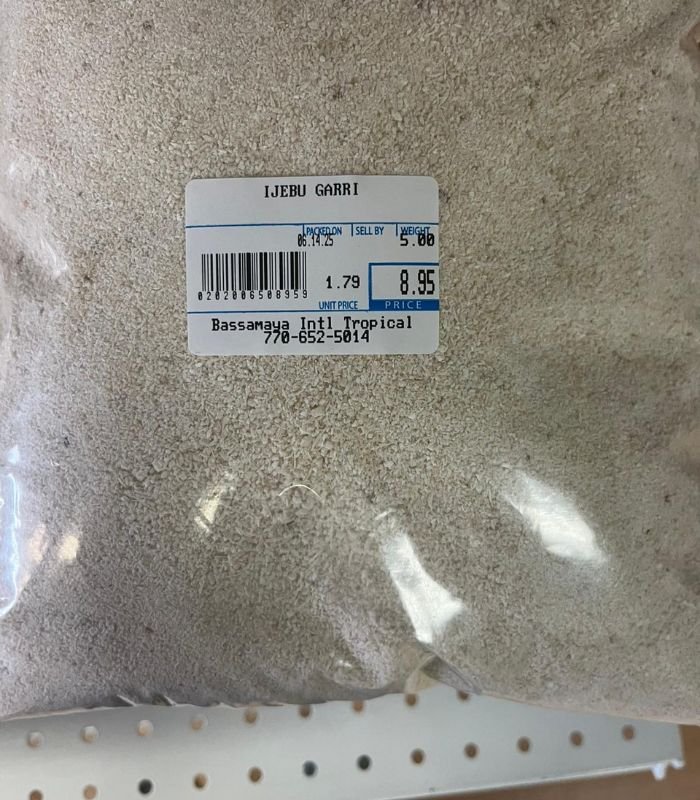 IJEBU GARRI
PACKED ON SELL BY WEIGHT
06.14.25 5.00
0202006508959
1.79 8.95
UNIT PRICE PRICE
Bassamaya Intl Tropical
770-652-5014